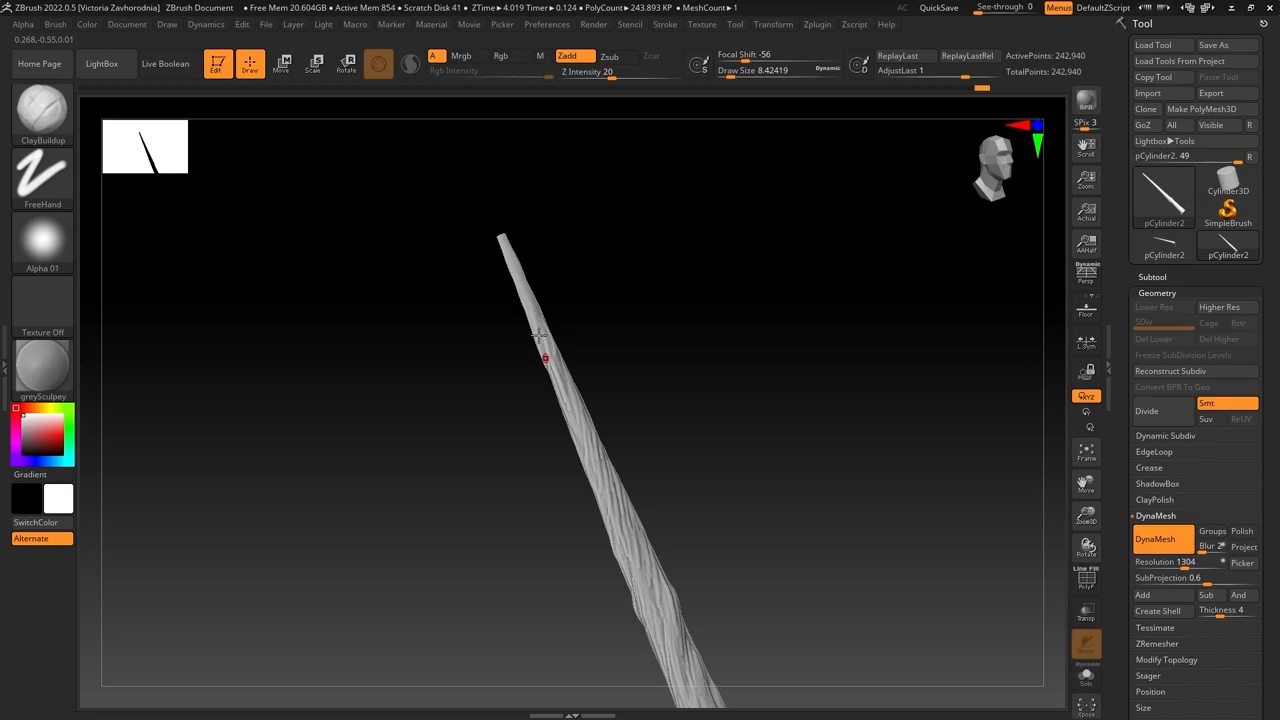 ZBrush 2022.0.5 [Victoria Zavhorodnia] ZBrush Document • Free Mem 20.604GB • Active Mem 854 • Scratch Disk 41 • ZTime▶4.019 Timer▶0.124 • PolyCount▶243.893 KP • MeshCount▶1 AC QuickSave See-through 0 Menus DefaultZScript
Alpha Brush Color Document Draw Dynamics Edit File Layer Light Macro Marker Material Movie Picker Preferences Render Stencil Stroke Texture Tool Transform Zplugin Zscript Help
0.268,-0.55,0.01
Home Page LightBox Live Boolean Edit Draw Move Scale Rotate
A Mrgb Rgb M Zadd Zsub Zcut
Rgb Intensity Z Intensity 20
Focal Shift -56
Draw Size 8.42419 Dynamic
S
D
ReplayLast ReplayLastRel
AdjustLast 1
ActivePoints: 242,940
TotalPoints: 242,940
ClayBuildup
FreeHand
Alpha 01
Texture Off
greySculpey
Gradient
SwitchColor
Alternate
BPR
SPix 3
Scroll
Zoom
Actual
AAHalf
Dynamic
Persp
Floor
L.Sym
XYZ
Frame
Move
Zoom3D
Rotate
Line Fill
PolyF
Transp
Ghost
Dynamic
Solo
Xpose
Tool
Load Tool Save As
Load Tools From Project
Copy Tool Paste Tool
Import Export
Clone Make PolyMesh3D
GoZ All Visible R
Lightbox▶Tools
pCylinder2. 49 R
Cylinder3D
pCylinder2 SimpleBrush
pCylinder2 pCylinder2
Subtool
Geometry
Lower Res Higher Res
SDiv Cage Rstr
Del Lower Del Higher
Freeze SubDivision Levels
Reconstruct Subdiv
Convert BPR To Geo
Divide Smt
Suv ReUV
Dynamic Subdiv
EdgeLoop
Crease
ShadowBox
ClayPolish
DynaMesh
DynaMesh Groups Polish
Blur 2 Project
Resolution 1304 Picker
SubProjection 0.6
Add Sub And
Create Shell Thickness 4
Tessimate
ZRemesher
Modify Topology
Stager
Position
Size